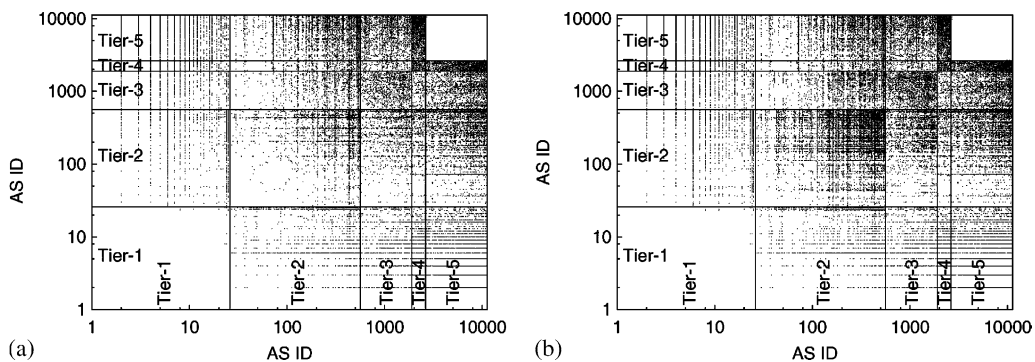 10000
1000
100
10
1
AS ID
Tier-5
Tier-4
Tier-3
Tier-2
Tier-1
Tier-1
Tier-2
Tier-3
Tier-4
Tier-5
1
10
100
1000
10000
AS ID
(a)
10000
1000
100
10
1
AS ID
Tier-5
Tier-4
Tier-3
Tier-2
Tier-1
Tier-1
Tier-2
Tier-3
Tier-4
Tier-5
1
10
100
1000
10000
AS ID
(b)